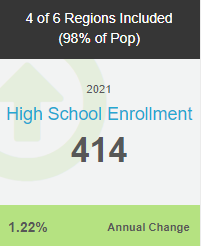 4 of 6 Regions Included
(98% of Pop)
2021
High School Enrollment
414
1.22% Annual Change